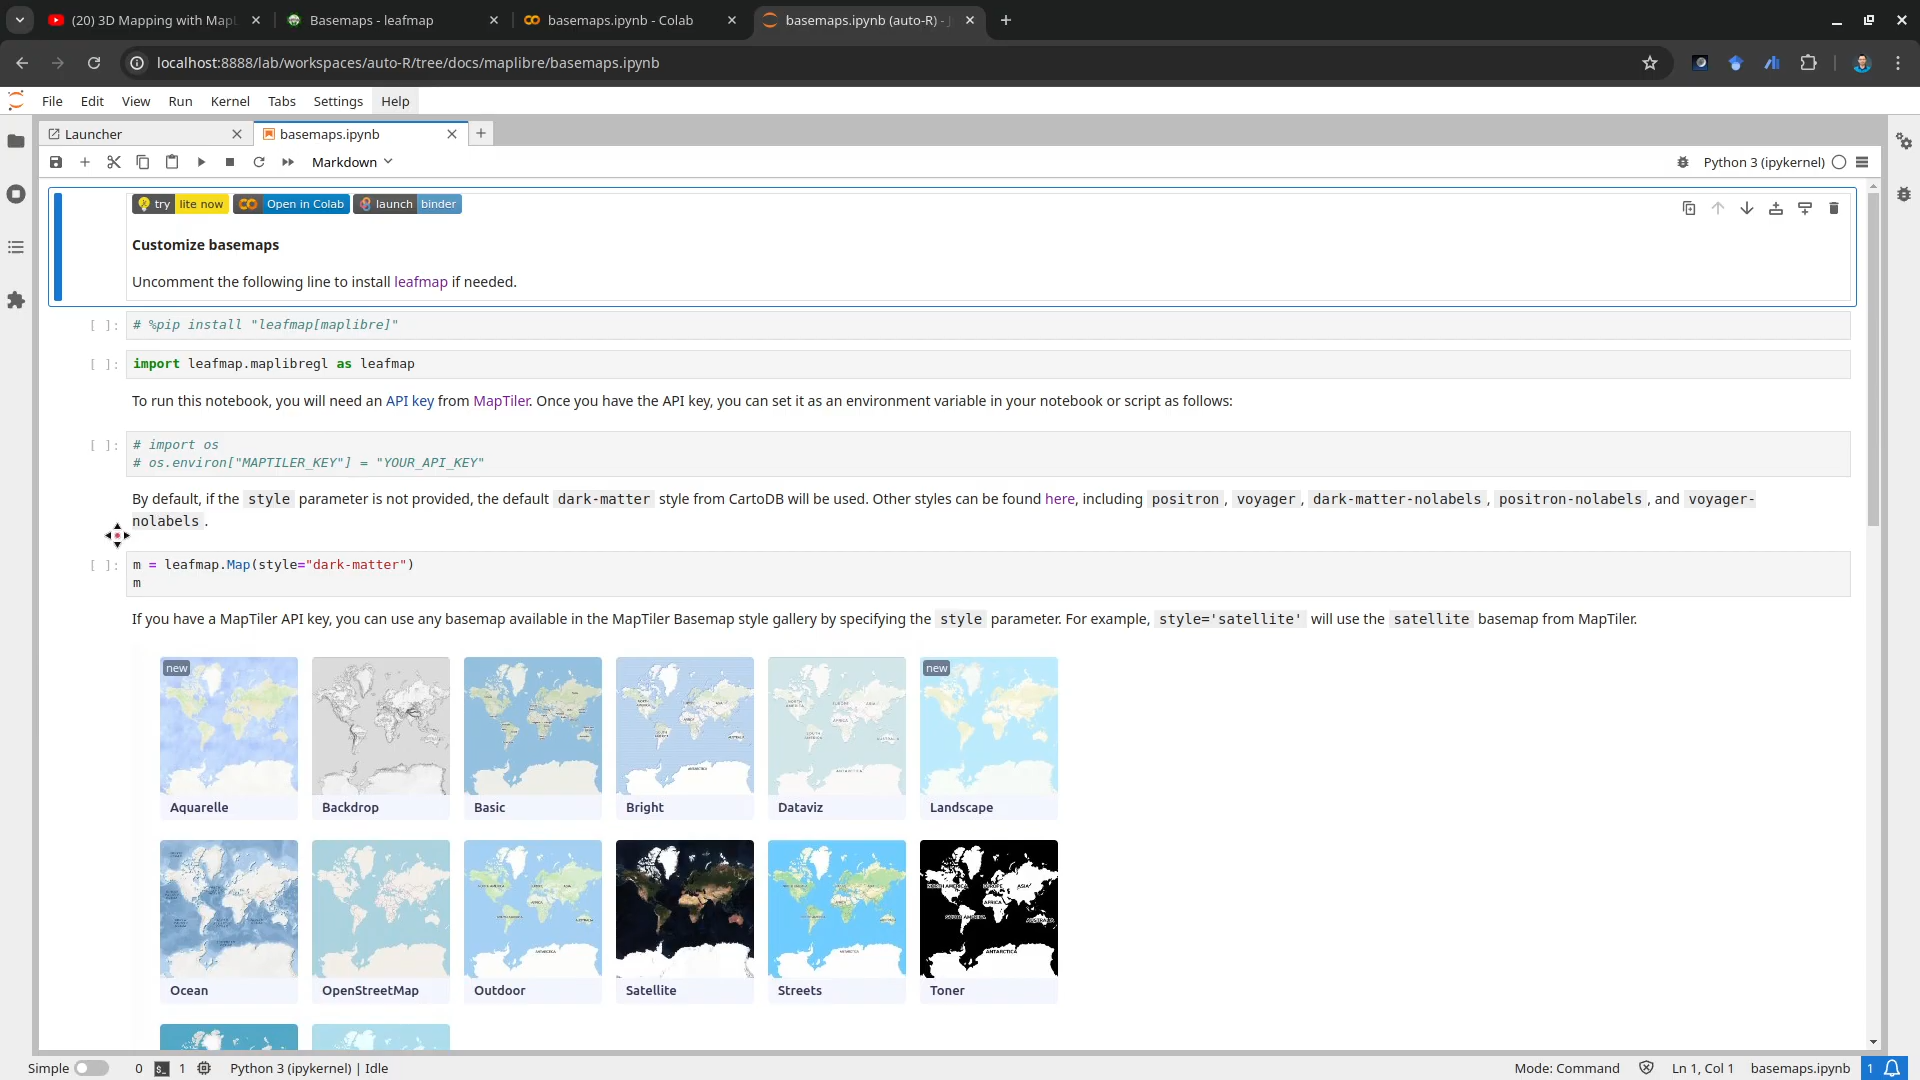 (20) 3D Mapping with MapL
Basemaps - leafmap
basemaps.ipynb - Colab
basemaps.ipynb (auto-R) - J
localhost:8888/lab/workspaces/auto-R/tree/docs/maplibre/basemaps.ipynb
File Edit View Run Kernel Tabs Settings Help
Launcher
basemaps.ipynb
Markdown
Python 3 (ipykernel)
try lite now Open in Colab launch binder
Customize basemaps
Uncomment the following line to install leafmap if needed.
[ ]: # %pip install "leafmap[maplibre]"
[ ]: import leafmap.maplibregl as leafmap
To run this notebook, you will need an API key from MapTiler. Once you have the API key, you can set it as an environment variable in your notebook or script as follows:
[ ]: # import os
# os.environ["MAPTILER_KEY"] = "YOUR_API_KEY"
By default, if the style parameter is not provided, the default dark-matter style from CartoDB will be used. Other styles can be found here, including positron, voyager, dark-matter-nolabels, positron-nolabels, and voyager-
nolabels.
[ ]: m = leafmap.Map(style="dark-matter")
m
If you have a MapTiler API key, you can use any basemap available in the MapTiler Basemap style gallery by specifying the style parameter. For example, style='satellite' will use the satellite basemap from MapTiler.
new
new
Aquarelle Backdrop Basic Bright Dataviz Landscape
NORTH AMERICA EUROPE ASIA
AFRICA
ANTARCTICA
Ocean OpenStreetMap Outdoor Satellite Streets Toner
Simple 0 1 Python 3 (ipykernel) | Idle
Mode: Command Ln 1, Col 1 basemaps.ipynb 1